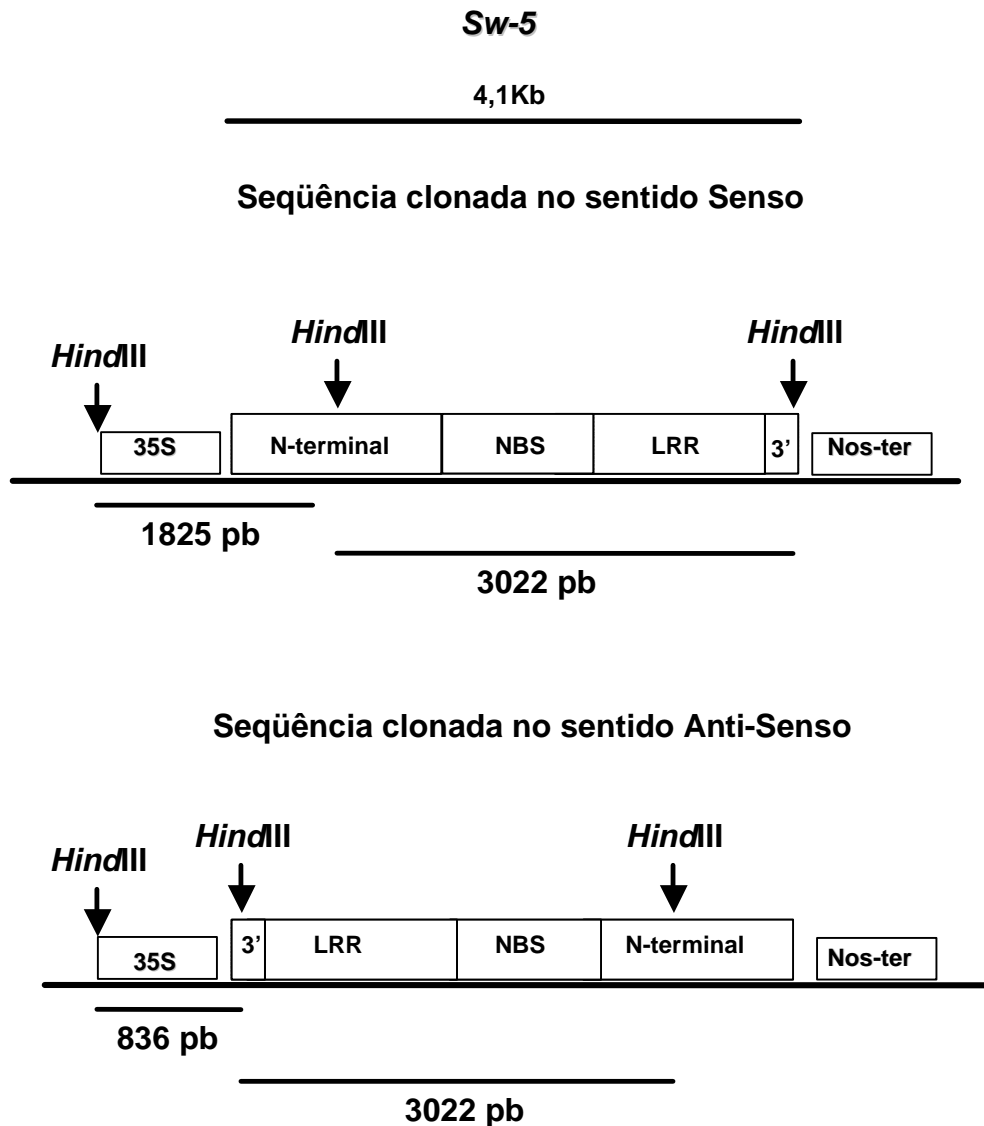 Sw-5
4,1Kb
Seqüência clonada no sentido Senso
HindIII HindIII HindIII
35S N-terminal NBS LRR 3’ Nos-ter
1825 pb
3022 pb
Seqüência clonada no sentido Anti-Senso
HindIII HindIII HindIII
35S 3’ LRR NBS N-terminal Nos-ter
836 pb
3022 pb